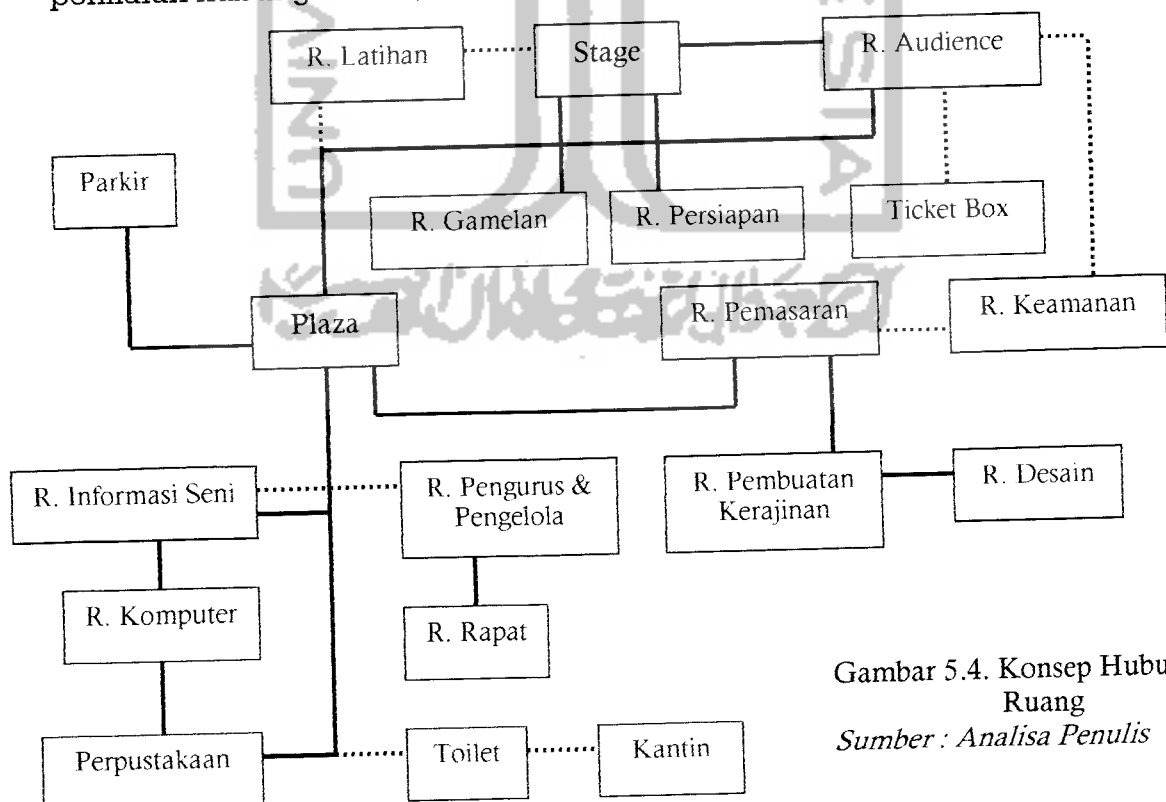 R. Latihan
Stage
R. Audience
Parkir
R. Gamelan
R. Persiapan
Ticket Box
Plaza
R. Pemasaran
R. Keamanan
R. Informasi Seni
R. Pengurus &
Pengelola
R. Pembuatan
Kerajinan
R. Desain
R. Komputer
R. Rapat
Gambar 5.4. Konsep Hubu
Ruang
Sumber : Analisa Penulis
Perpustakaan
Toilet
Kantin